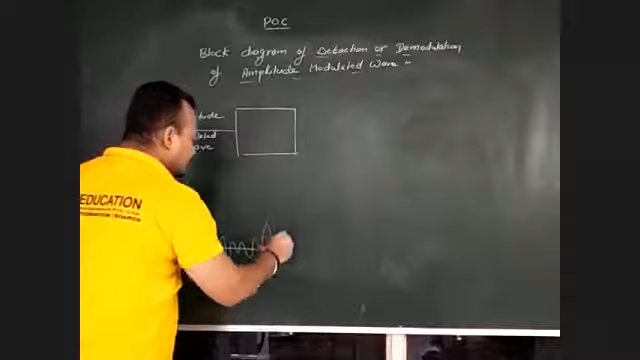 POC
Block diagram of Detection or Demodulation
of Amplitude Modulated Wave -
EDUCATION